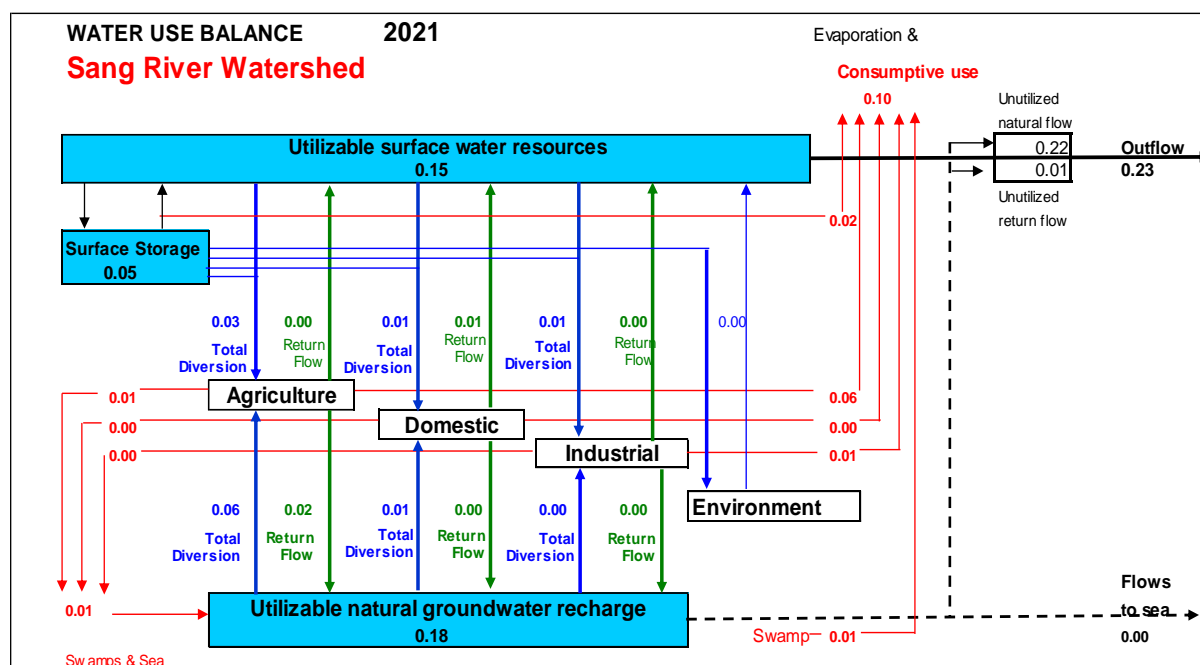 WATER USE BALANCE 2021
Evaporation &
Sang River Watershed
Consumptive use
0.10
Unutilized
natural flow
Utilizable surface water resources
0.15
0.22
Outflow
0.01
0.23
Unutilized
return flow
0.02
Surface Storage
0.05
0.03 0.00 0.01 0.01 0.01 0.00 0.00
Total Diversion
Return Flow
Total Diversion
Return Flow
Total Diversion
Return Flow
0.01 Agriculture 0.06
0.00 Domestic 0.00
0.00 Industrial 0.01
Environment
0.06 0.02 0.01 0.00 0.00 0.00
Total Diversion
Return Flow
Total Diversion
Return Flow
Total Diversion
Return Flow
Flows
to sea
0.00
0.01
Utilizable natural groundwater recharge
0.18
Swamp 0.01
Swamps & Sea